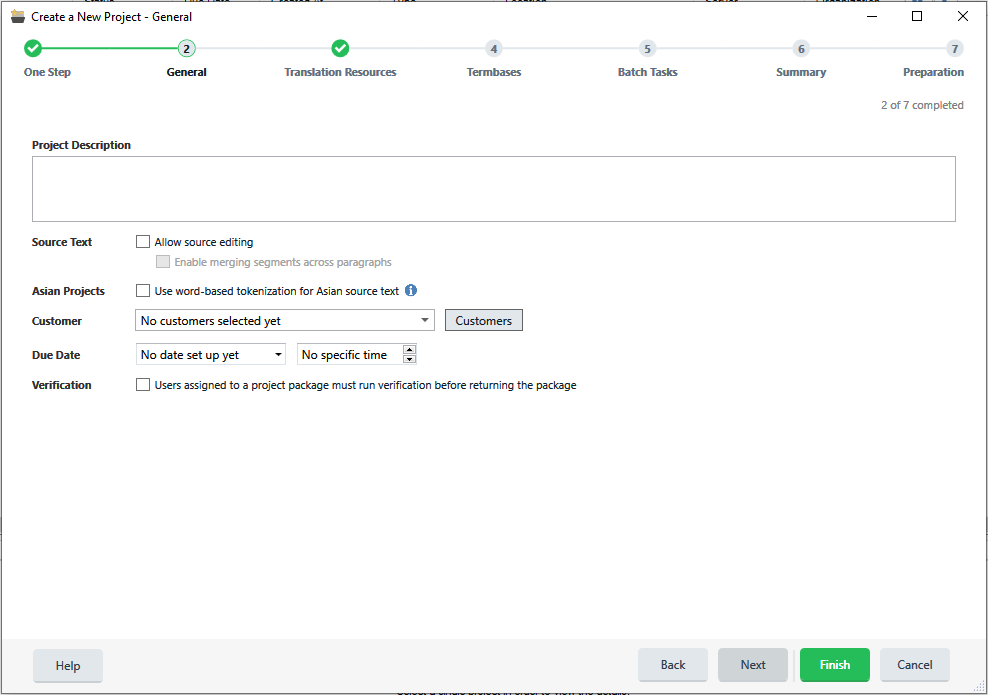 Create a New Project - General
2 4 5 6 7
One Step General Translation Resources Termbases Batch Tasks Summary Preparation
2 of 7 completed
Project Description
Source Text Allow source editing
Enable merging segments across paragraphs
Asian Projects Use word-based tokenization for Asian source text i
Customer No customers selected yet Customers
Due Date No date set up yet No specific time
Verification Users assigned to a project package must run verification before returning the package
Help Back Next Finish Cancel